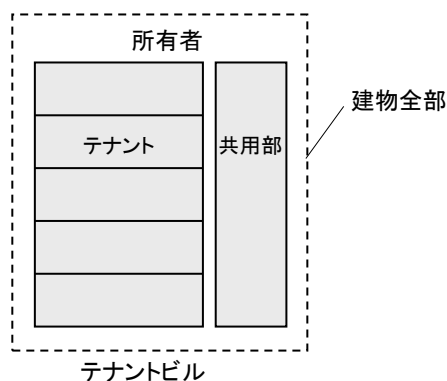 所有者
建物全部
テナント
共用部
テナントビル